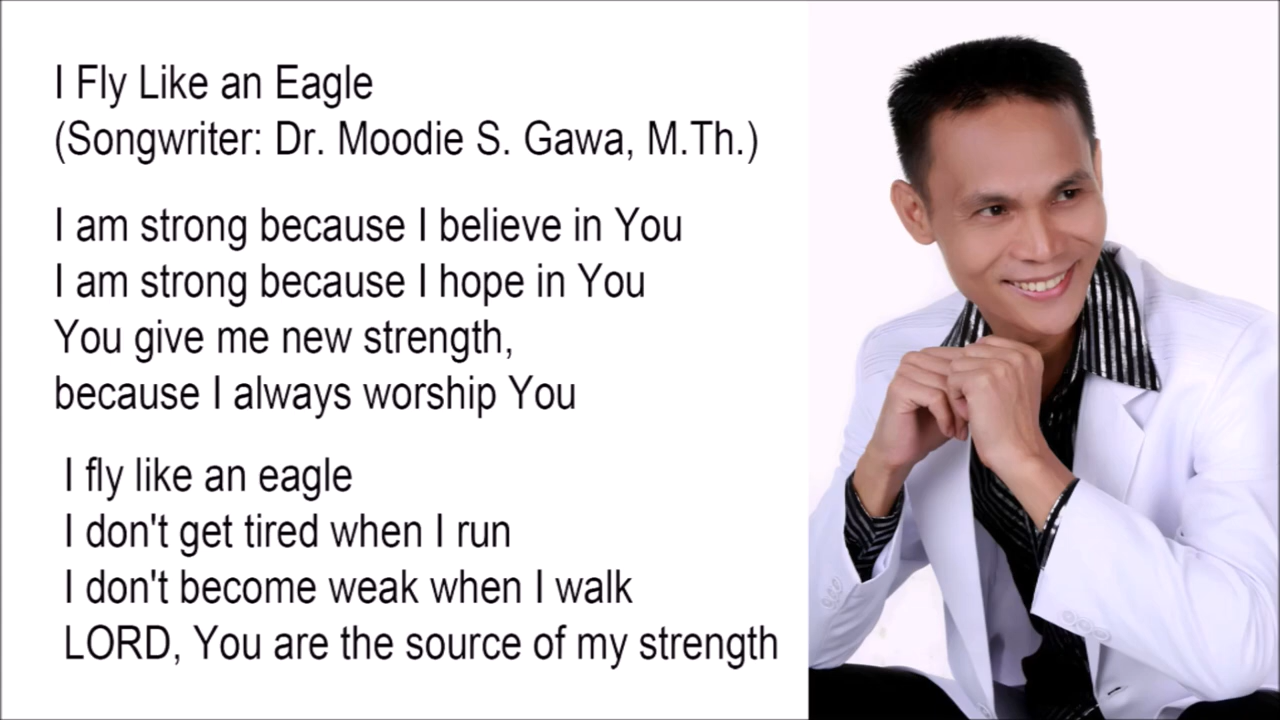 I Fly Like an Eagle
(Songwriter: Dr. Moodie S. Gawa, M.Th.)
I am strong because I believe in You
I am strong because I hope in You
You give me new strength,
because I always worship You
I fly like an eagle
I don't get tired when I run
I don't become weak when I walk
LORD, You are the source of my strength